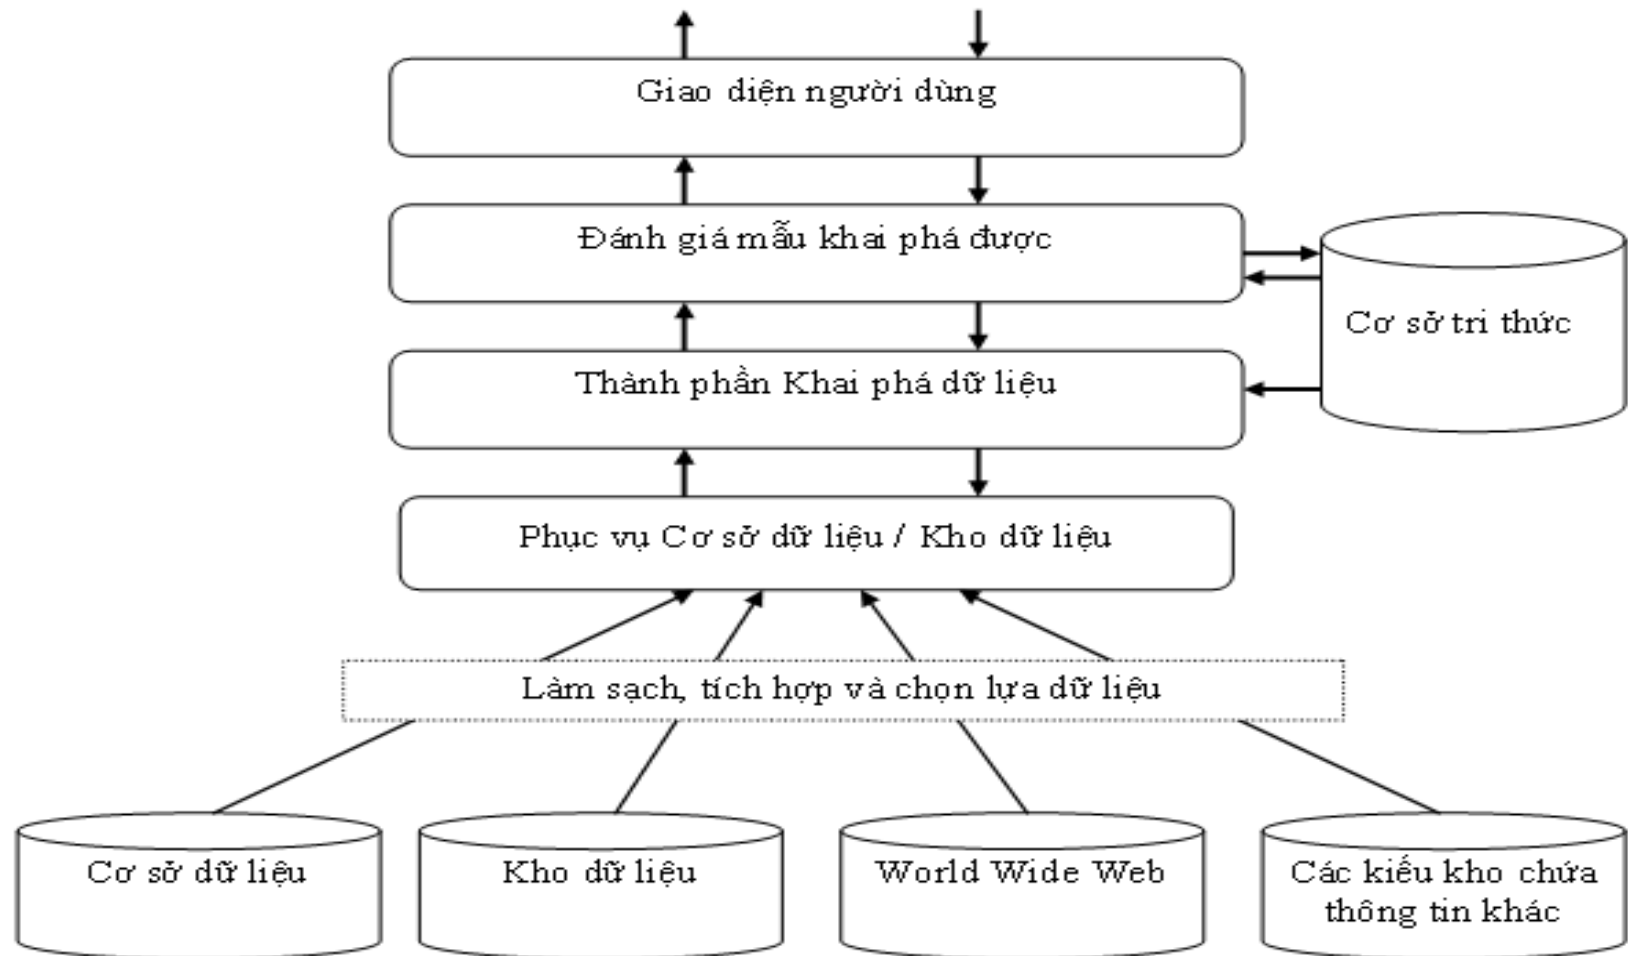 Giao diện người dùng
Đánh giá mẫu khai phá được
Cơ sở tri thức
Thành phần Khai phá dữ liệu
Phục vụ Cơ sở dữ liệu / Kho dữ liệu
Làm sạch, tích hợp và chọn lựa dữ liệu
Cơ sở dữ liệu
Kho dữ liệu
World Wide Web
Các kiểu kho chứa
thông tin khác